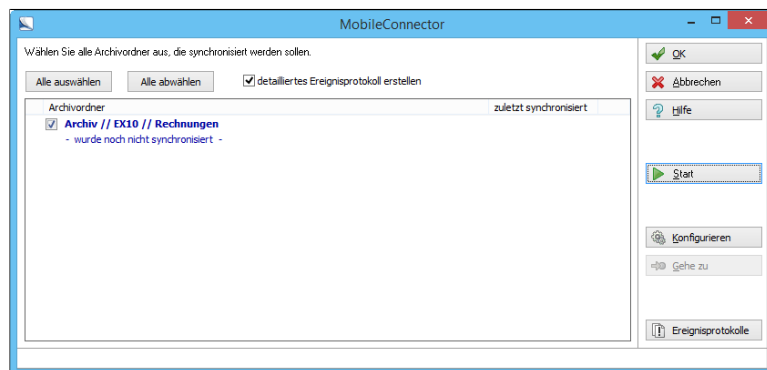 MobileConnector
Wählen Sie alle Archivordner aus, die synchronisiert werden sollen.
Alle auswählen
Alle abwählen
detailliertes Ereignisprotokoll erstellen
Archivordner
zuletzt synchronisiert
Archiv // EX10 // Rechnungen
- wurde noch nicht synchronisiert -
OK
Abbrechen
Hilfe
Start
Konfigurieren
Gehe zu
Ereignisprotokolle